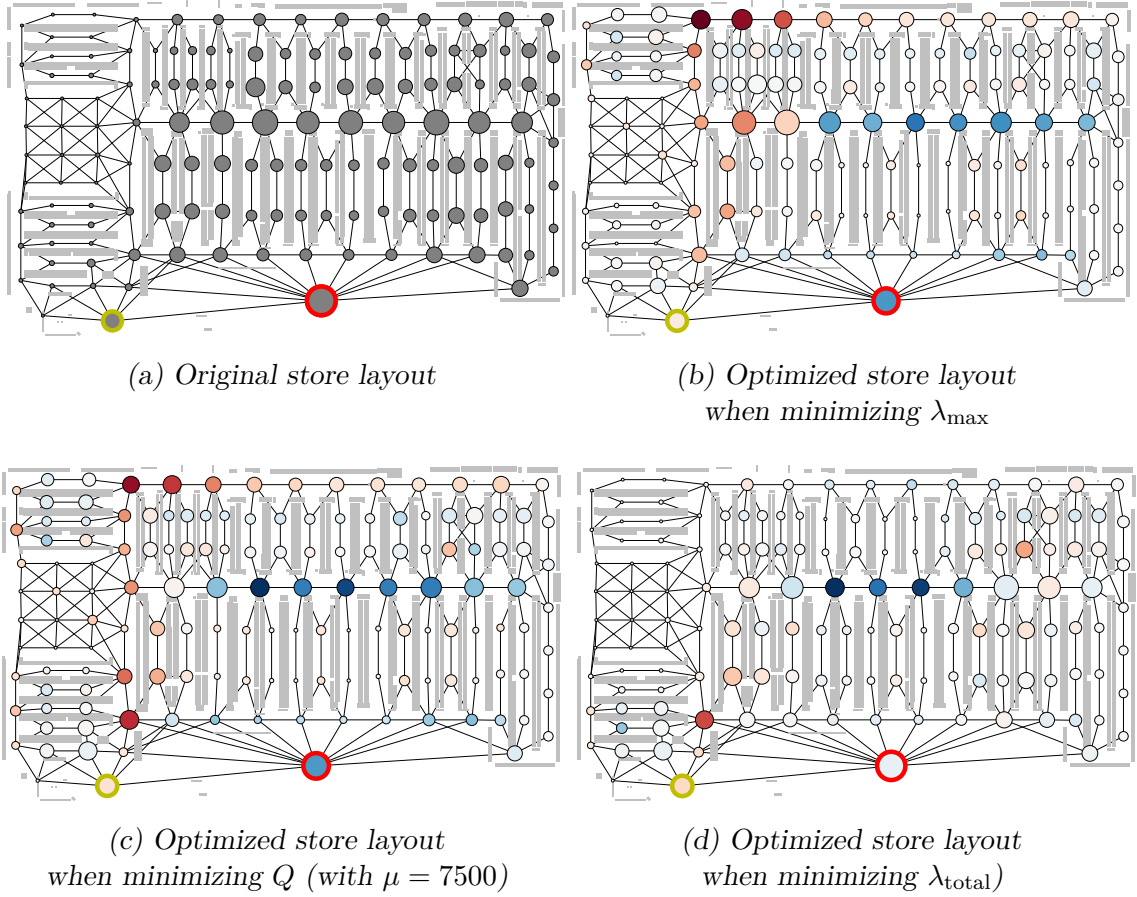 (a) Original store layout
(b) Optimized store layout
when minimizing λmax
(c) Optimized store layout
when minimizing Q (with μ = 7500)
(d) Optimized store layout
when minimizing λtotal)